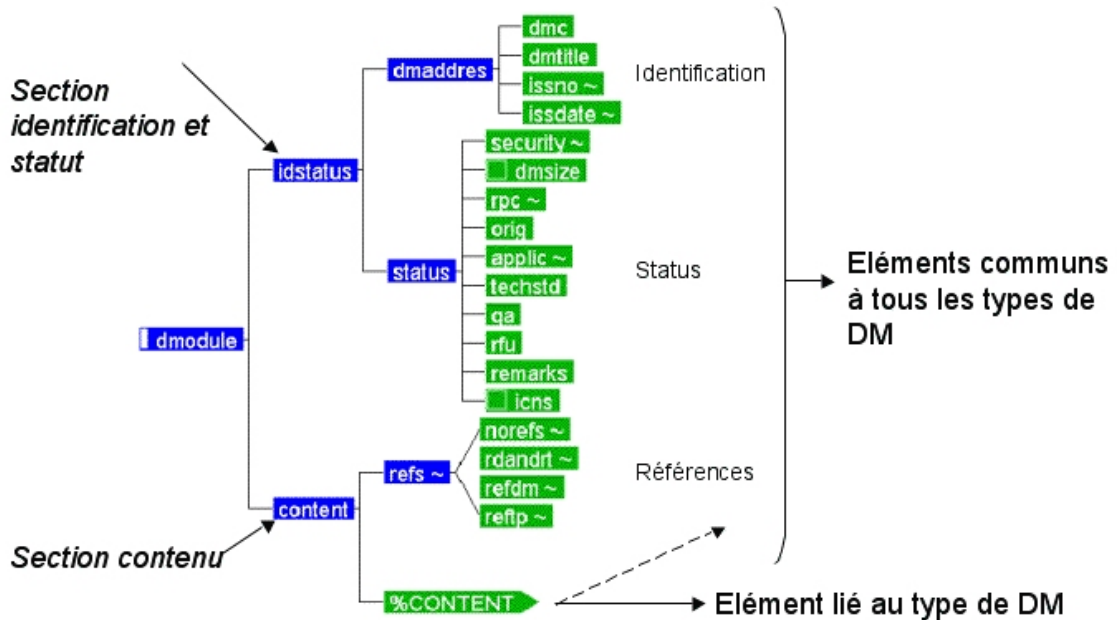 dmc
dmtitle
dmaddres
Identification
issno ~
issdate ~
Section
identification et
statut
security ~
idstatus
dmsize
rpc ~
orig
applic ~
status
Status
techstd
qa
rfu
remarks
icns
Eléments communs
à tous les types de
DM
dmodule
norefs ~
rdandrt ~
refs ~
Références
refdm ~
reftp ~
content
Section contenu
%CONTENT
Elément lié au type de DM